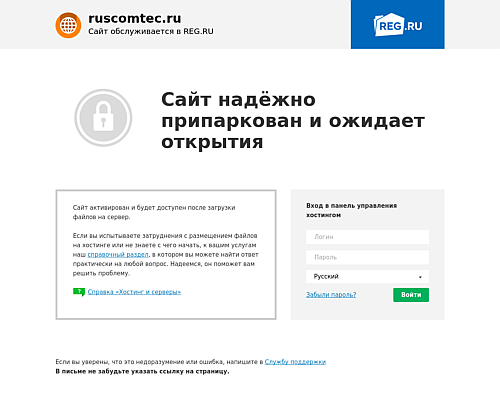 ruscomtec.ru
Сайт обслуживается в REG.RU
REG.RU
Сайт надёжно
припаркован и ожидает
открытия
Сайт активирован и будет доступен после загрузки
файлов на сервер.
Если вы испытываете затруднения с размещением файлов
на хостинге или не знаете с чего начать, к вашим услугам
наш справочный раздел, в котором вы можете найти ответ
практически на любой вопрос. Надеемся, он поможет вам
решить проблему.
?
Справка «Хостинг и серверы»
Вход в панель управления
хостингом
Логин
Пароль
Русский
Забыли пароль?
Войти
Если вы уверены, что это недоразумение или ошибка, напишите в Службу поддержки
В письме не забудьте указать ссылку на страницу.